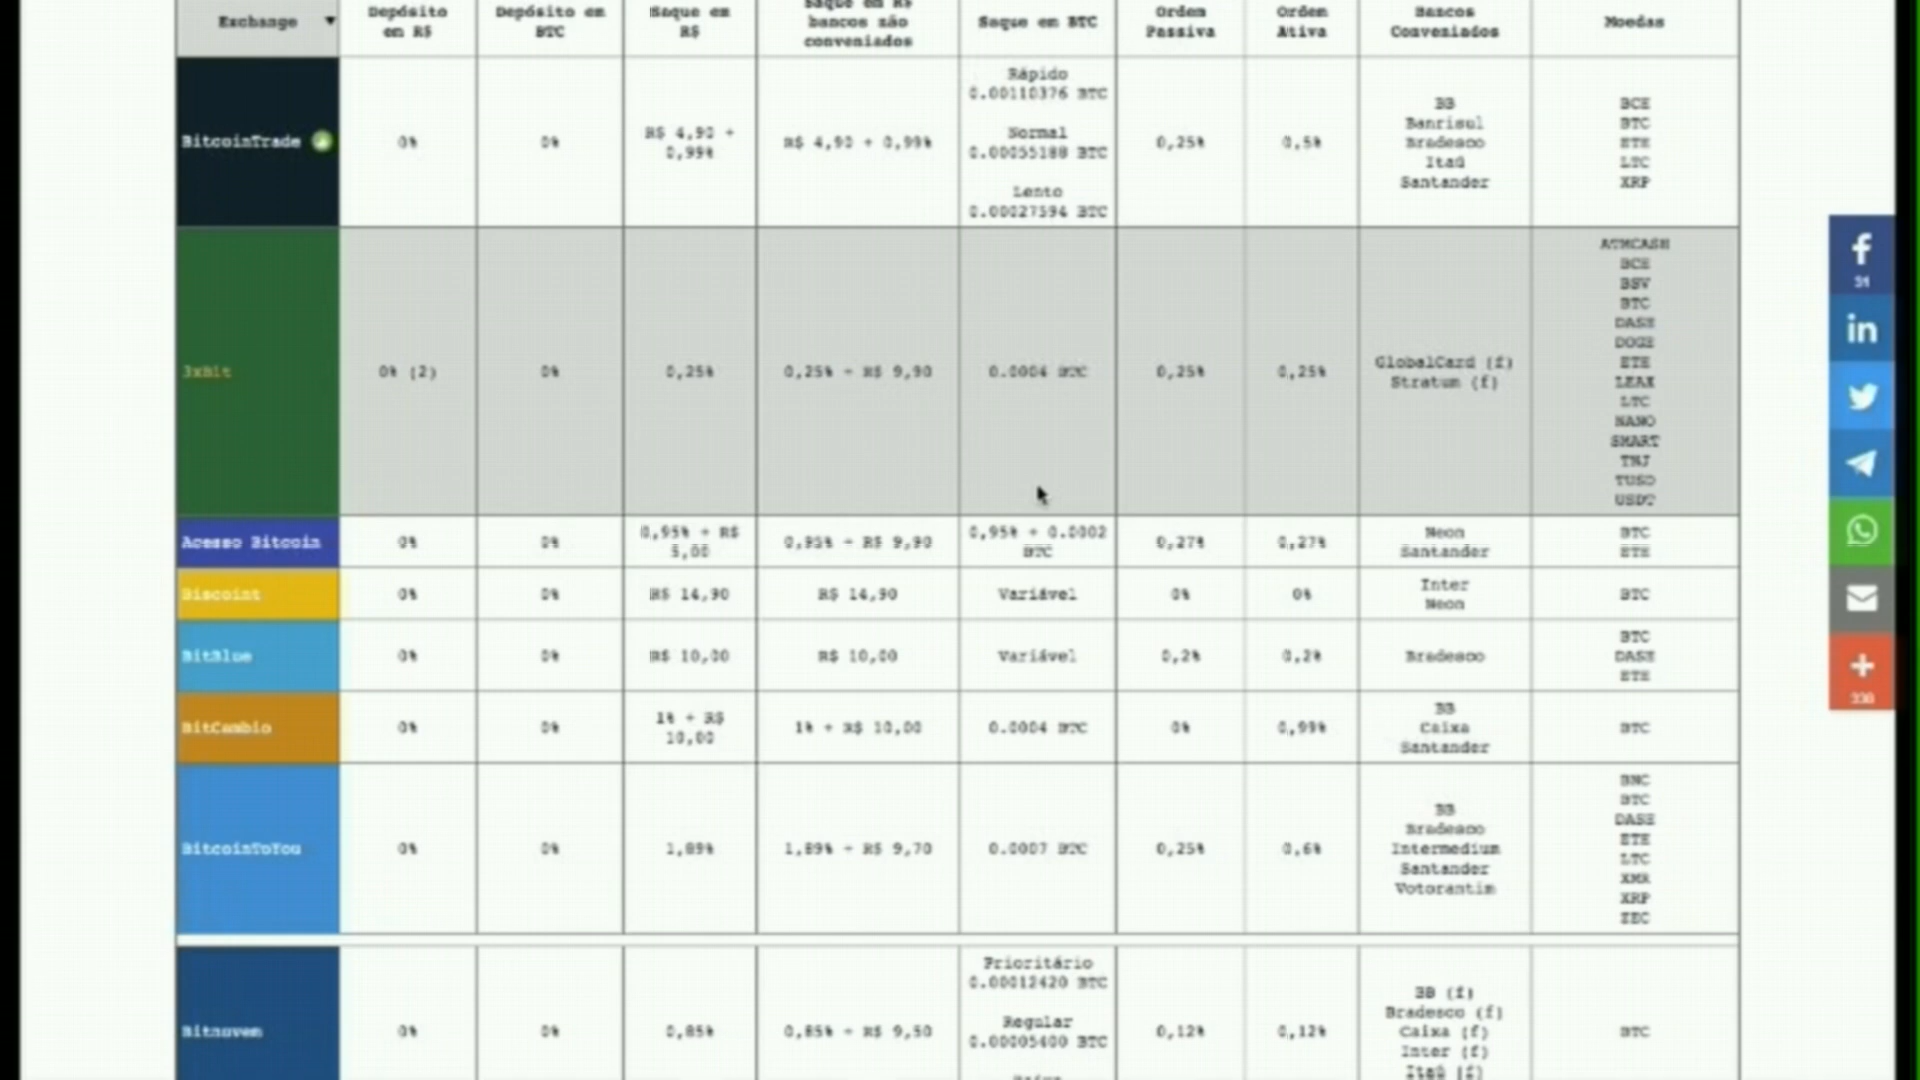 Exchange ▼
Depósito em R$
Depósito em BTC
Saque em R$
Saque em R$ bancos não conveniados
Saque em BTC
Ordem Passiva
Ordem Ativa
Bancos Conveniados
Moedas
BitcoinTrade
0%
0%
R$ 4,90 +
0,99%
R$ 4,90 + 0,99%
Rápido
0.00110376 BTC
Normal
0.00055188 BTC
Lento
0.00027594 BTC
0,25%
0,5%
BB
Banrisul
Bradesco
Itaú
Santander
BCH
BTC
ETH
LTC
XRP
3xBit
0% (2)
0%
0,25%
0,25% + R$ 9,90
0.0004 BTC
0,25%
0,25%
GlobalCard (f)
Stratum (f)
ATMCASH
BCH
BSV
BTC
DASH
DOGE
ETH
LEAX
LTC
NANO
SMART
TMJ
TUSD
USDT
Acesso Bitcoin
0%
0%
0,95% + R$
5,00
0,95% + R$ 9,90
0,95% + 0.0002
BTC
0,27%
0,27%
Neon
Santander
BTC
ETH
Biscoint
0%
0%
R$ 14,90
R$ 14,90
Variável
0%
0%
Inter
Neon
BTC
BitBlue
0%
0%
R$ 10,00
R$ 10,00
Variável
0,2%
0,2%
Bradesco
BTC
DASH
ETH
BitCambio
0%
0%
1% + R$
10,00
1% + R$ 10,00
0.0004 BTC
0%
0,99%
BB
Caixa
Santander
BTC
BitcoinToYou
0%
0%
1,89%
1,89% + R$ 9,70
0.0007 BTC
0,25%
0,6%
BB
Bradesco
Intermedium
Santander
Votorantim
BNC
BTC
DASH
ETH
LTC
XMR
XRP
ZEC
Bitnuvem
0%
0%
0,85%
0,85% + R$ 9,50
Prioritário
0.00012420 BTC
Regular
0.00005400 BTC
0,12%
0,12%
BB (f)
Bradesco (f)
Caixa (f)
Inter (f)
Itaú (f)
BTC
31
in
338